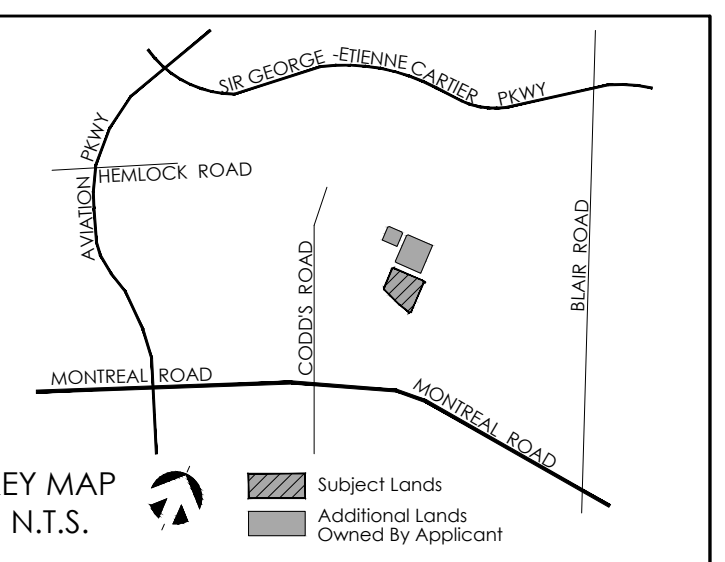 SIR GEORGE -ETIENNE CARTIER PKWY
AVIATION PKWY
HEMLOCK ROAD
CODD'S ROAD
BLAIR ROAD
MONTREAL ROAD
MONTREAL ROAD
EY MAP
N.T.S.
Subject Lands
Additional Lands
Owned By Applicant